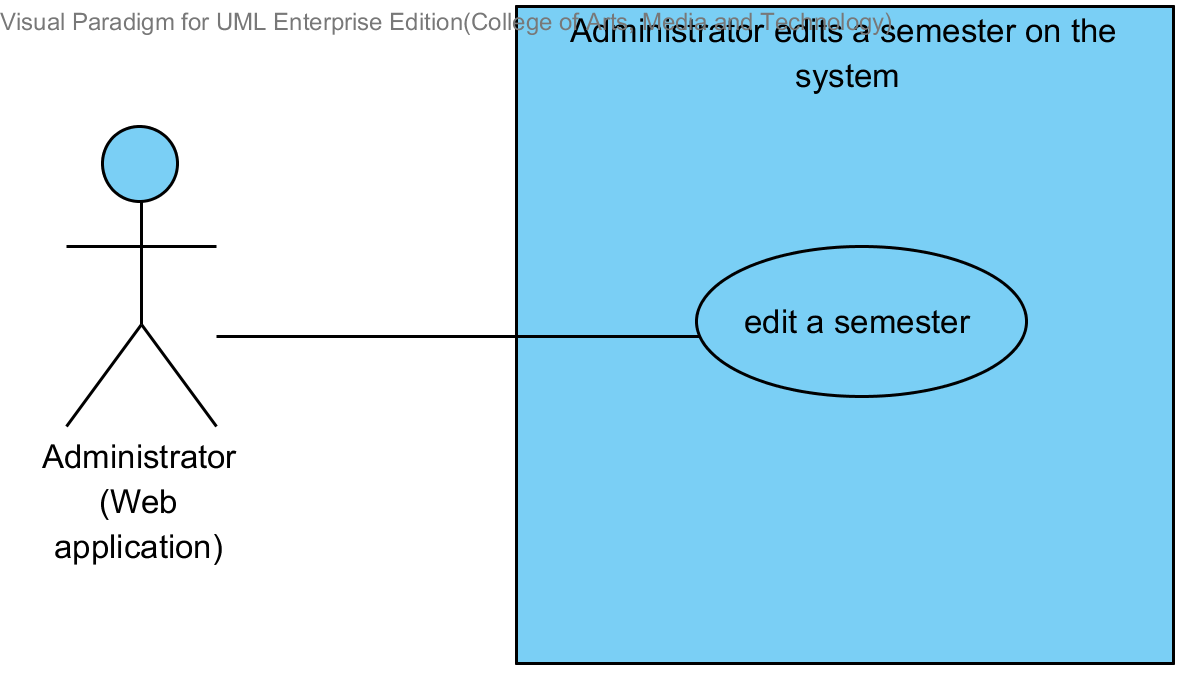 Visual Paradigm for UML Enterprise Edition(College of Arts, Media and Technology)
Administrator edits a semester on the
system
edit a semester
Administrator
(Web
application)